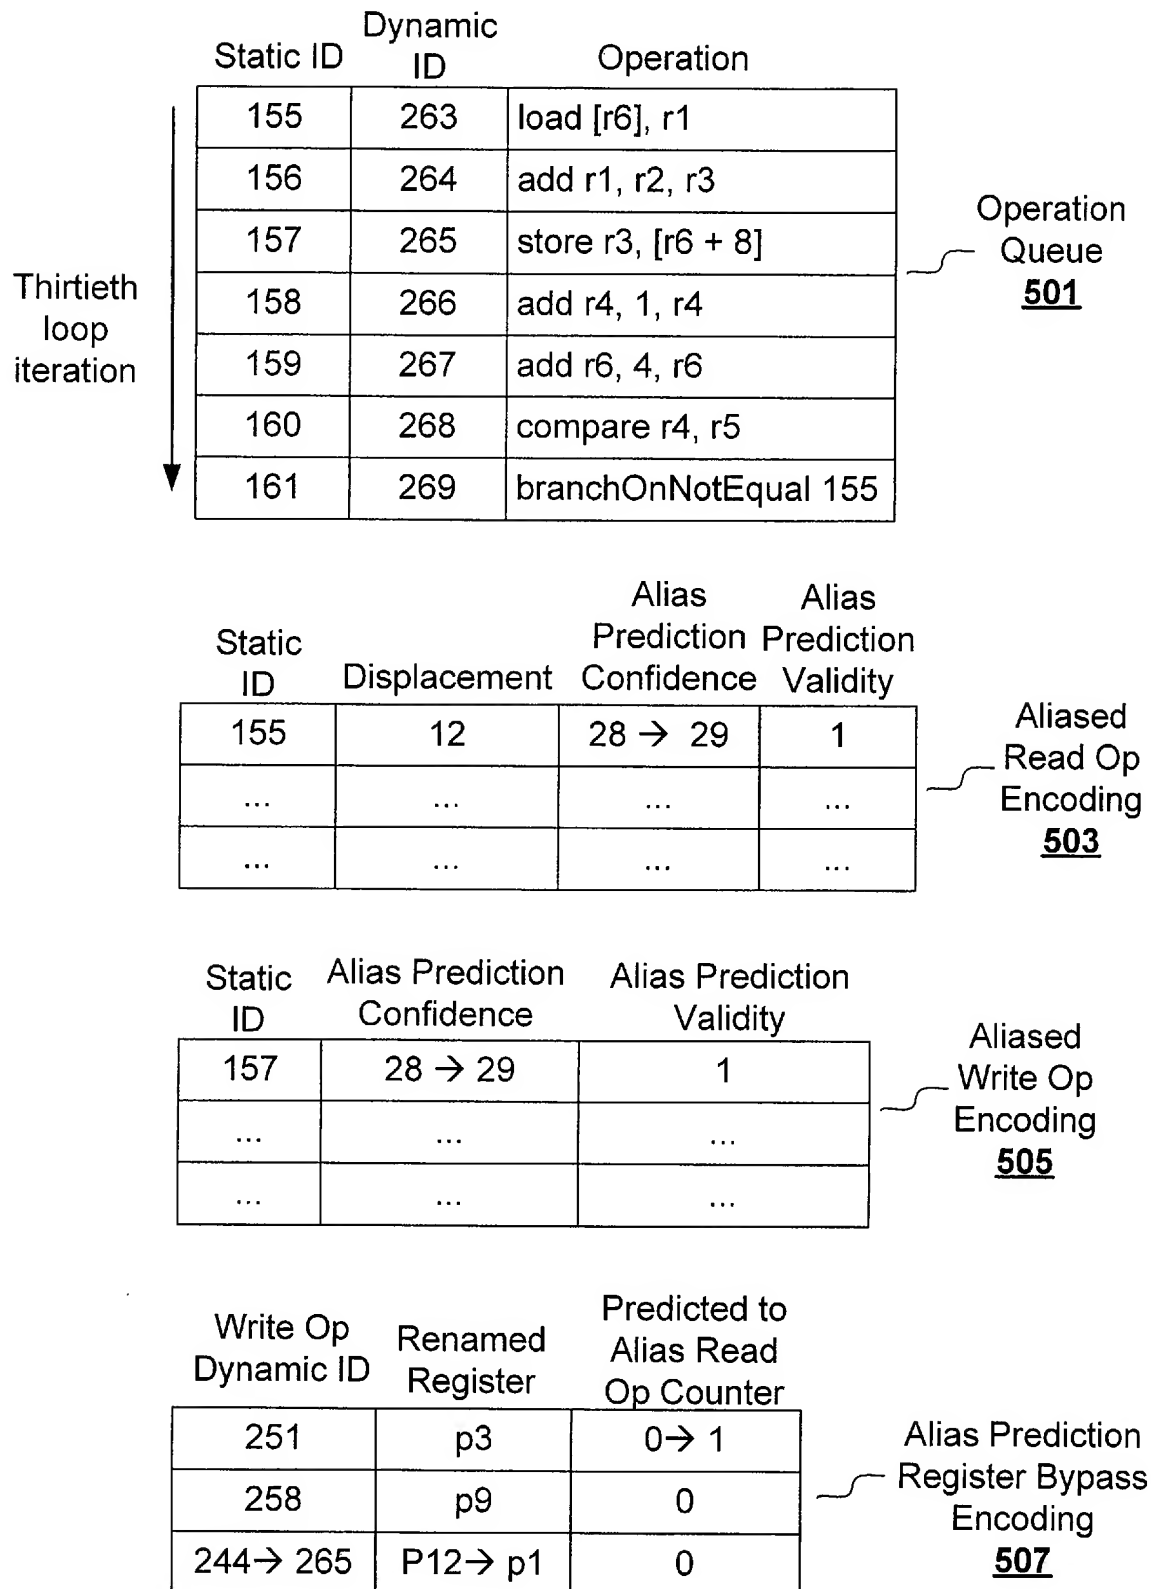 Static ID Dynamic ID Operation
155 263 load [r6], r1
156 264 add r1, r2, r3
157 265 store r3, [r6 + 8]
158 266 add r4, 1, r4
159 267 add r6, 4, r6
160 268 compare r4, r5
161 269 branchOnNotEqual 155
Thirtieth
loop
iteration
Operation
Queue
501
Static ID Displacement Alias Prediction Confidence Alias Prediction Validity
155 12 28 → 29 1
... ... ... ...
... ... ... ...
Aliased
Read Op
Encoding
503
Static ID Alias Prediction Confidence Alias Prediction Validity
157 28 → 29 1
... ... ...
... ... ...
Aliased
Write Op
Encoding
505
Write Op Dynamic ID Renamed Register Predicted to Alias Read Op Counter
251 p3 0→ 1
258 p9 0
244→ 265 P12→ p1 0
Alias Prediction
Register Bypass
Encoding
507